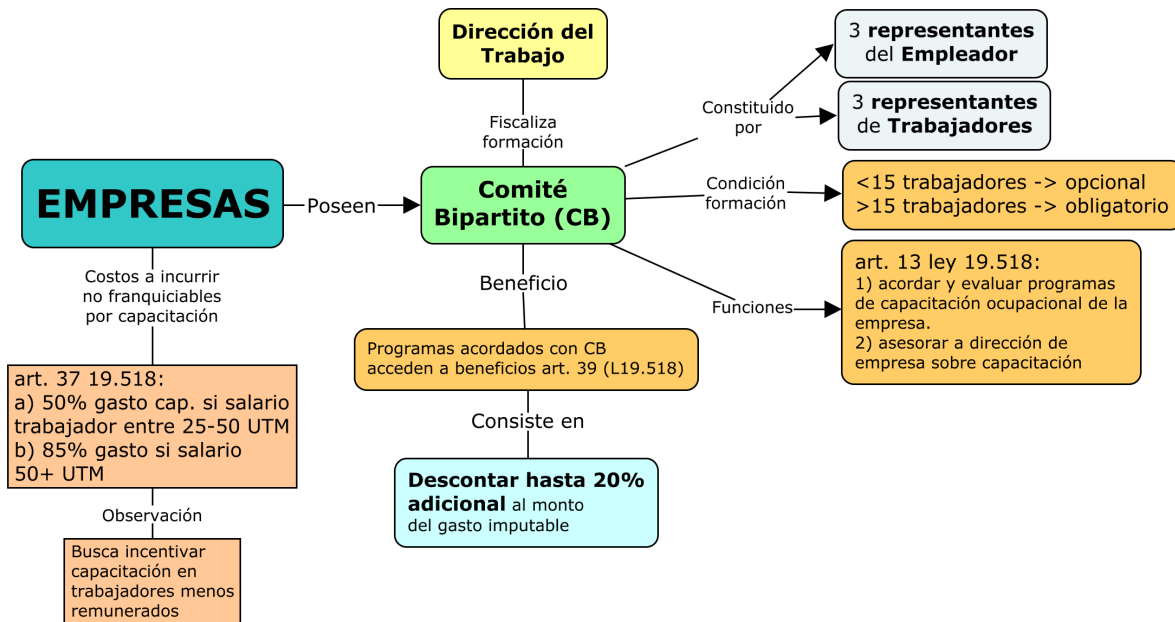 Dirección del
Trabajo
Fiscaliza
formación
3 representantes
del Empleador
3 representantes
de Trabajadores
Constituido
por
EMPRESAS
Poseen
Comité
Bipartito (CB)
Condición
formación
<15 trabajadores -> opcional
>15 trabajadores -> obligatorio
Funciones
art. 13 ley 19.518:
1) acordar y evaluar programas
de capacitación ocupacional de la
empresa.
2) asesorar a dirección de
empresa sobre capacitación
Costos a incurrir
no franquiciables
por capacitación
art. 37 19.518:
a) 50% gasto cap. si salario
trabajador entre 25-50 UTM
b) 85% gasto si salario
50+ UTM
Observación
Busca incentivar
capacitación en
trabajadores menos
remunerados
Beneficio
Programas acordados con CB
acceden a beneficios art. 39 (L19.518)
Consiste en
Descontar hasta 20%
adicional al monto
del gasto imputable